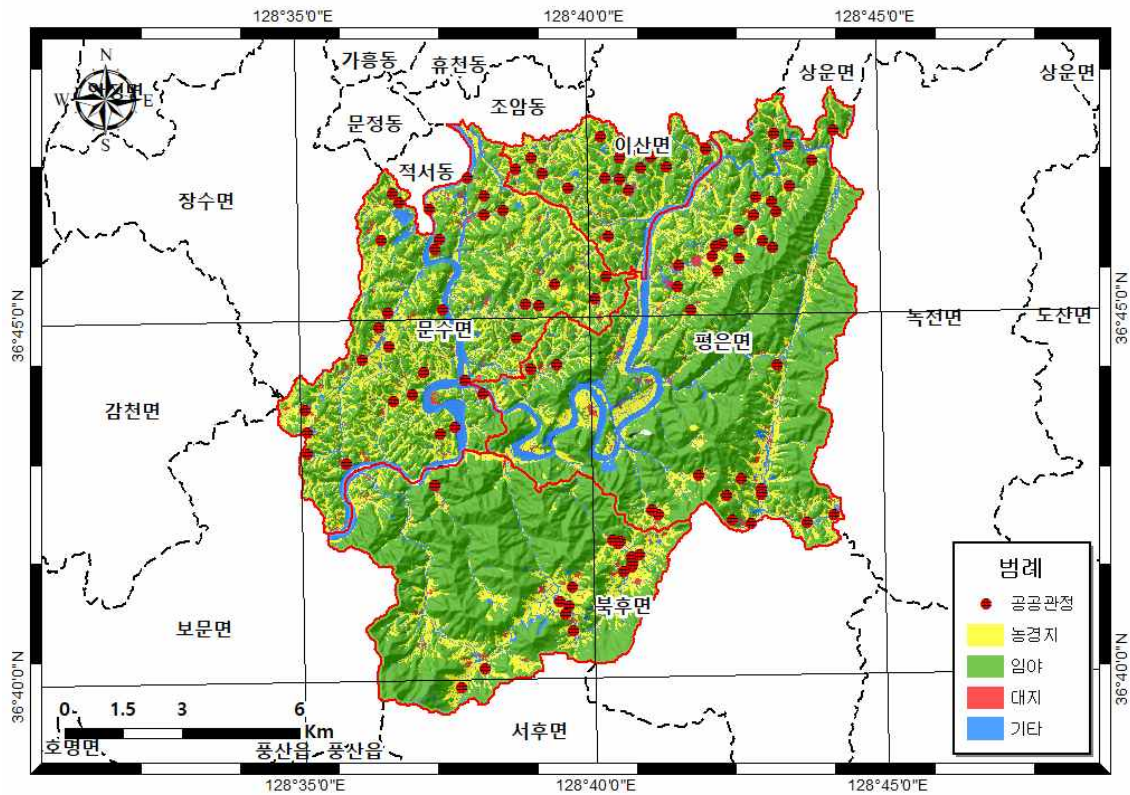 128°35'0"E 128°40'0"E 128°45'0"E
N
W E
S
가흥동 휴천동
상운면 상운면
조암동
문정동
이산면
적서동
장수면
36°45'0"N 36°45'0"N
녹전면 도산면
문수면 평은면
감천면
범례
공공관정
농경지
임야
대지
기타
북후면
보문면
36°40'0"N 36°40'0"N
0 1.5 3 6
Km
서후면
호명면 풍산읍 풍산읍
128°35'0"E 128°40'0"E 128°45'0"E